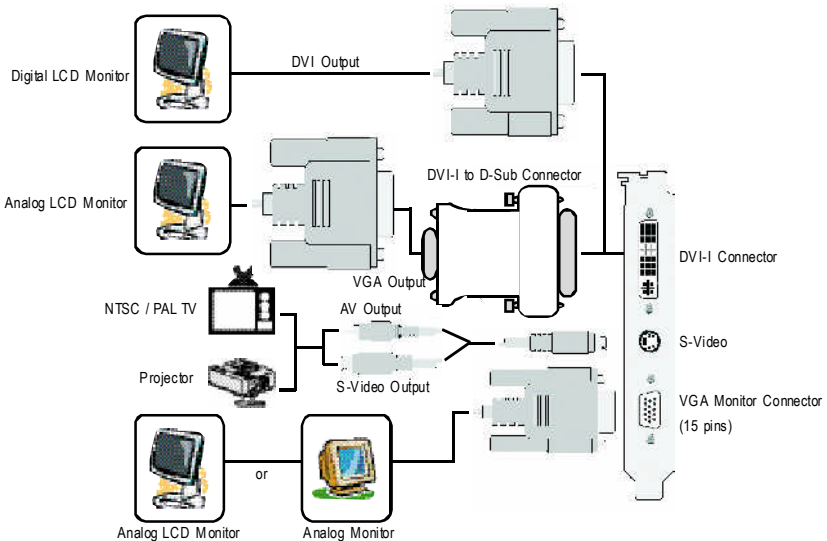 DVI Output
Digital LCD Monitor
DVI-I to D-Sub Connector
Analog LCD Monitor
DVI-I Connector
VGA Output
NTSC / PAL TV
AV Output
S-Video
Projector
S-Video Output
VGA Monitor Connector
(15 pins)
or
Analog LCD Monitor
Analog Monitor